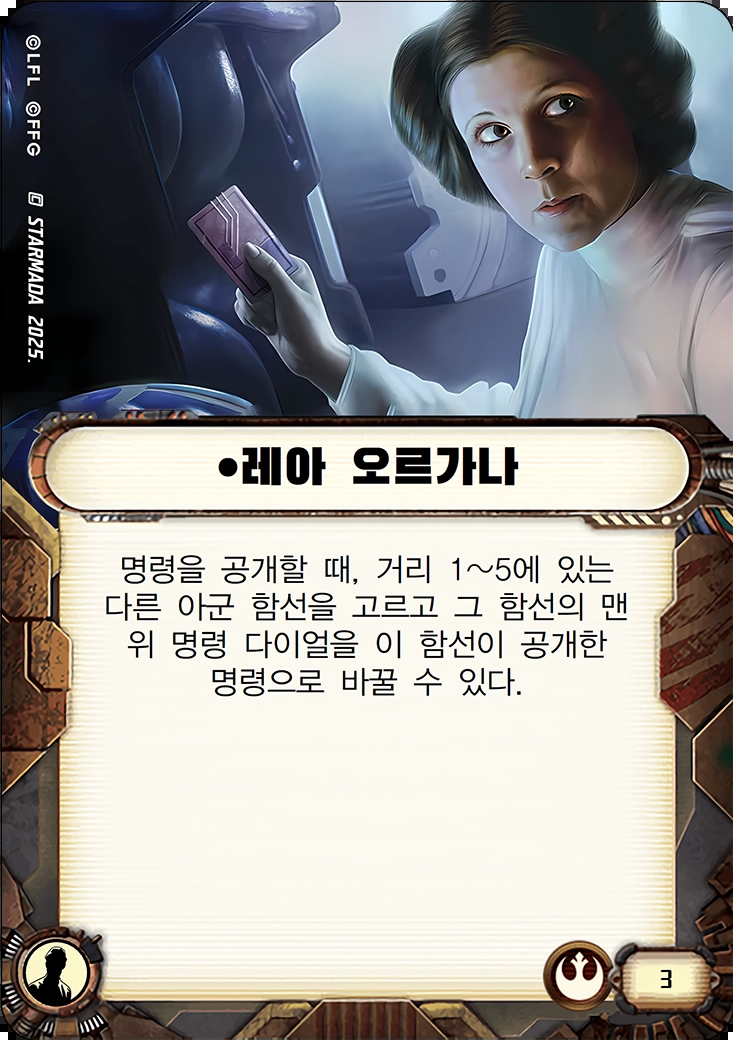 ©LFL ©FFG 🄲 STARMADA 2025.
•레아 오르가나
명령을 공개할 때, 거리 1~5에 있는
다른 아군 함선을 고르고 그 함선의 맨
위 명령 다이얼을 이 함선이 공개한
명령으로 바꿀 수 있다.
3